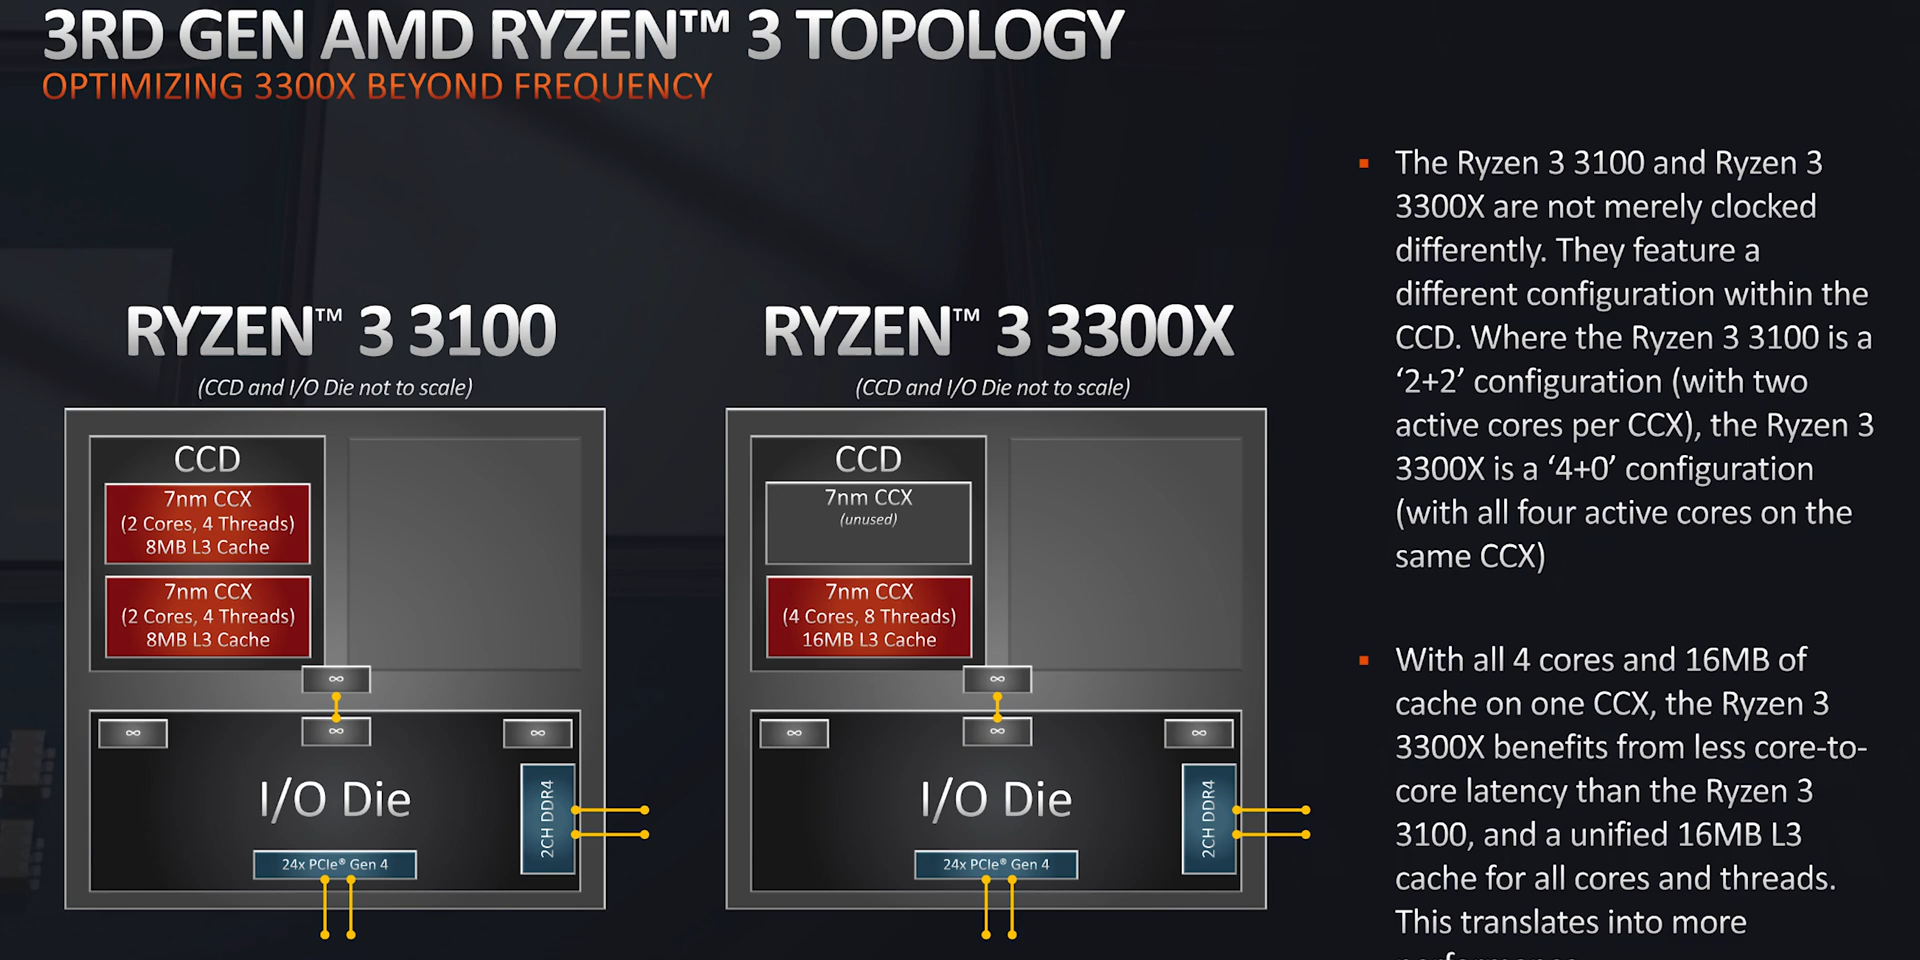 3RD GEN AMD RYZEN™ 3 TOPOLOGY
OPTIMIZING 3300X BEYOND FREQUENCY
RYZEN™ 3 3100
(CCD and I/O Die not to scale)
CCD
7nm CCX
(2 Cores, 4 Threads)
8MB L3 Cache
7nm CCX
(2 Cores, 4 Threads)
8MB L3 Cache
∞
∞
∞
∞
I/O Die
2CH DDR4
24x PCIe® Gen 4
RYZEN™ 3 3300X
(CCD and I/O Die not to scale)
CCD
7nm CCX
(unused)
7nm CCX
(4 Cores, 8 Threads)
16MB L3 Cache
∞
∞
∞
∞
I/O Die
2CH DDR4
24x PCIe® Gen 4
▪ The Ryzen 3 3100 and Ryzen 3
3300X are not merely clocked
differently. They feature a
different configuration within the
CCD. Where the Ryzen 3 3100 is a
‘2+2’ configuration (with two
active cores per CCX), the Ryzen 3
3300X is a ‘4+0’ configuration
(with all four active cores on the
same CCX)
▪ With all 4 cores and 16MB of
cache on one CCX, the Ryzen 3
3300X benefits from less core-to-
core latency than the Ryzen 3
3100, and a unified 16MB L3
cache for all cores and threads.
This translates into more